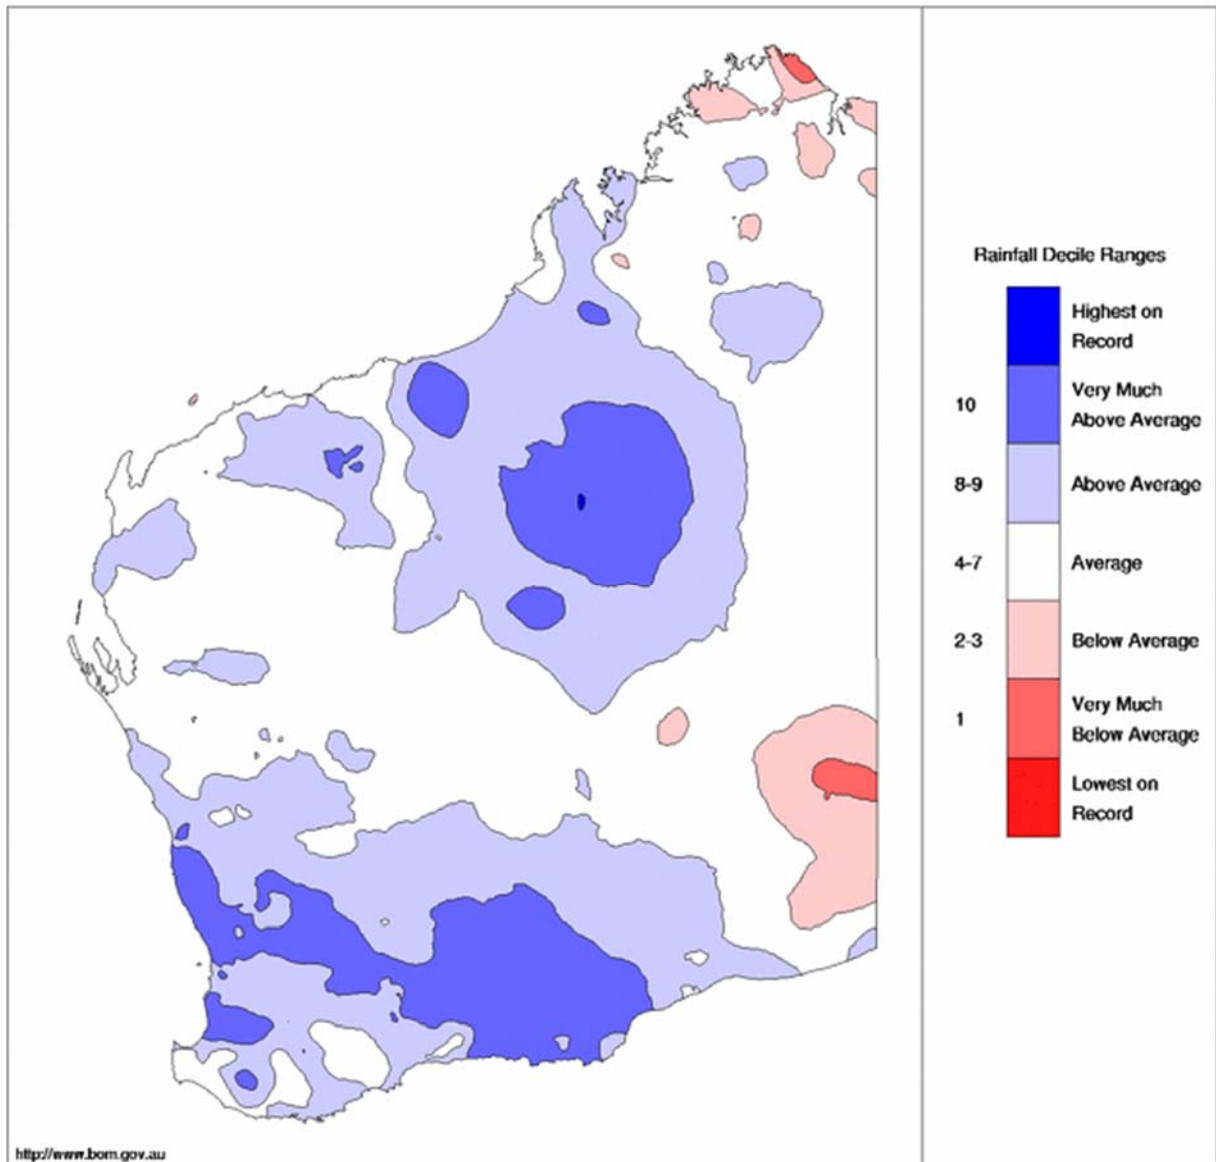 Rainfall Decile Ranges
Highest on
Record
10
Very Much
Above Average
8-9
Above Average
4-7
Average
2-3
Below Average
1
Very Much
Below Average
Lowest on
Record
http://www.bom.gov.au